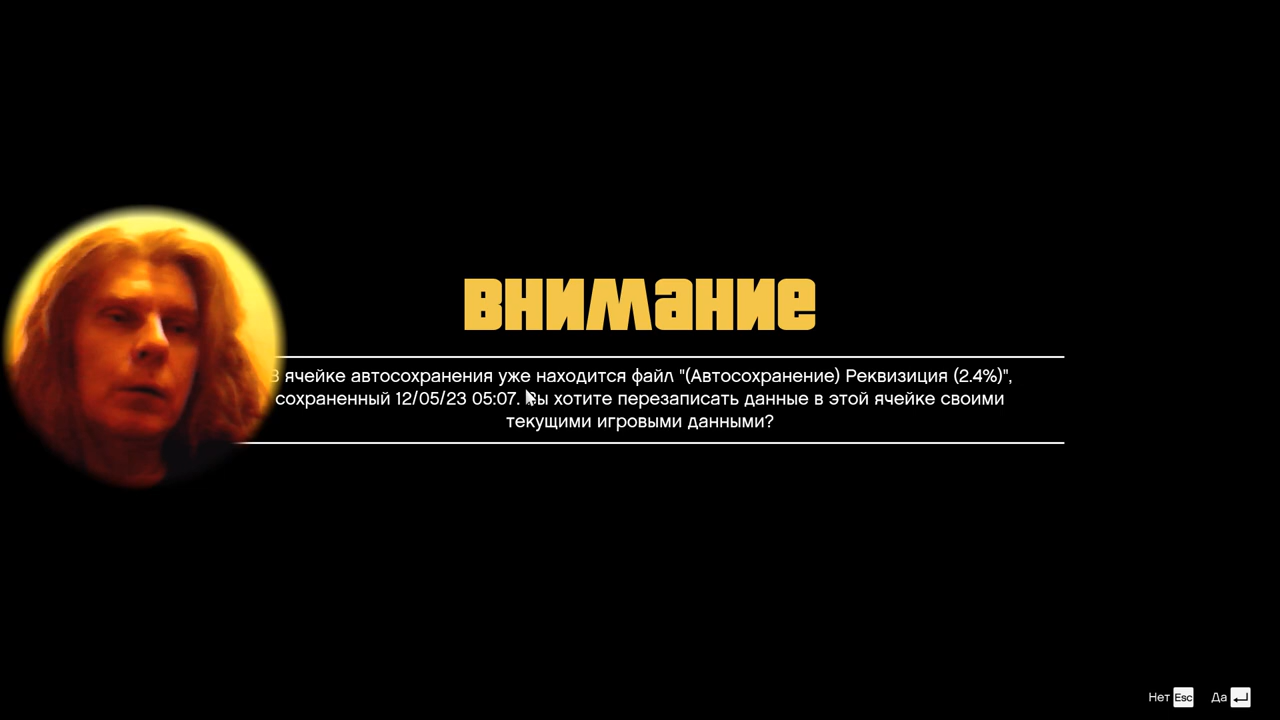 внимание
В ячейке автосохранения уже находится файл "(Автосохранение) Реквизиция (2.4%)",
сохраненный 12/05/23 05:07. Вы хотите перезаписать данные в этой ячейке своими
текущими игровыми данными?
Нет Esc Да